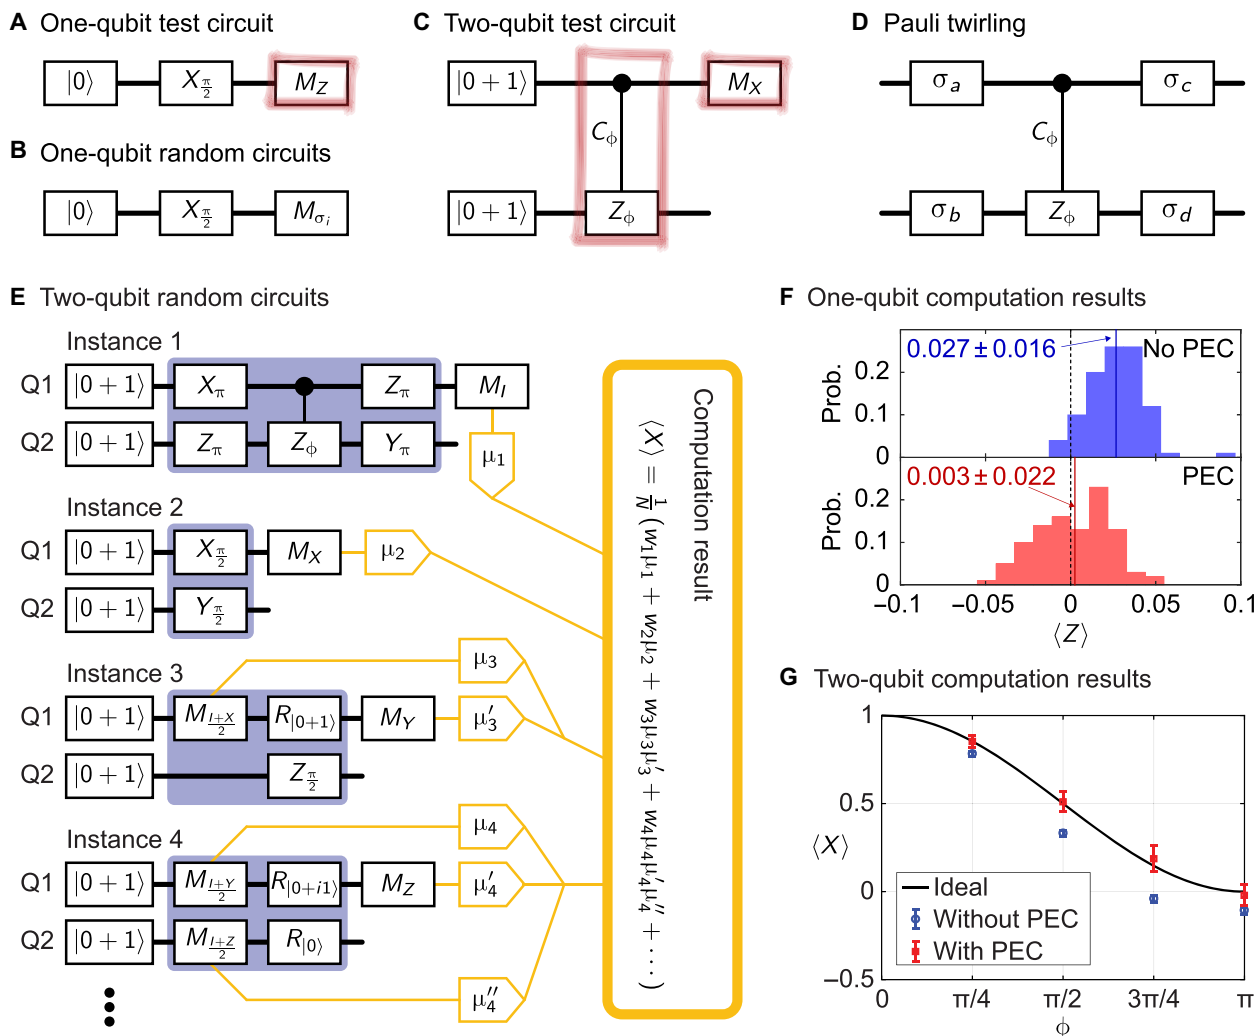 A One-qubit test circuit
|0⟩ X_{π/2} M_Z
B One-qubit random circuits
|0⟩ X_{π/2} M_{σ_i}
C Two-qubit test circuit
|0 + 1⟩ M_X
C_ϕ
|0 + 1⟩ Z_ϕ
D Pauli twirling
σ_a σ_c
C_ϕ
σ_b Z_ϕ σ_d
E Two-qubit random circuits
Instance 1
Q1 |0 + 1⟩ X_π Z_π M_I
Q2 |0 + 1⟩ Z_π Z_ϕ Y_π μ_1
Instance 2
Q1 |0 + 1⟩ X_{π/2} M_X μ_2
Q2 |0 + 1⟩ Y_{π/2}
Instance 3
μ_3
Q1 |0 + 1⟩ M_{I+X/2} R_{|0+1⟩} M_Y μ′_3
Q2 |0 + 1⟩ Z_{π/2}
Instance 4
μ_4
Q1 |0 + 1⟩ M_{I+Y/2} R_{|0+i1⟩} M_Z μ′_4
Q2 |0 + 1⟩ M_{I+Z/2} R_{|0⟩}
μ″_4
Computation result
⟨X⟩ = 1/N (w_1μ_1 + w_2μ_2 + w_3μ_3μ′_3 + w_4μ_4μ′_4μ″_4 + · · · ·)
F One-qubit computation results
0.027 ± 0.016 No PEC
Prob.
0.2
0.1
0
0.003 ± 0.022 PEC
Prob.
0.2
0.1
0
−0.1 −0.05 0 0.05 0.1
⟨Z⟩
G Two-qubit computation results
1
0.5
⟨X⟩
0
−0.5
Ideal
Without PEC
With PEC
0 π/4 π/2 3π/4 π
ϕ